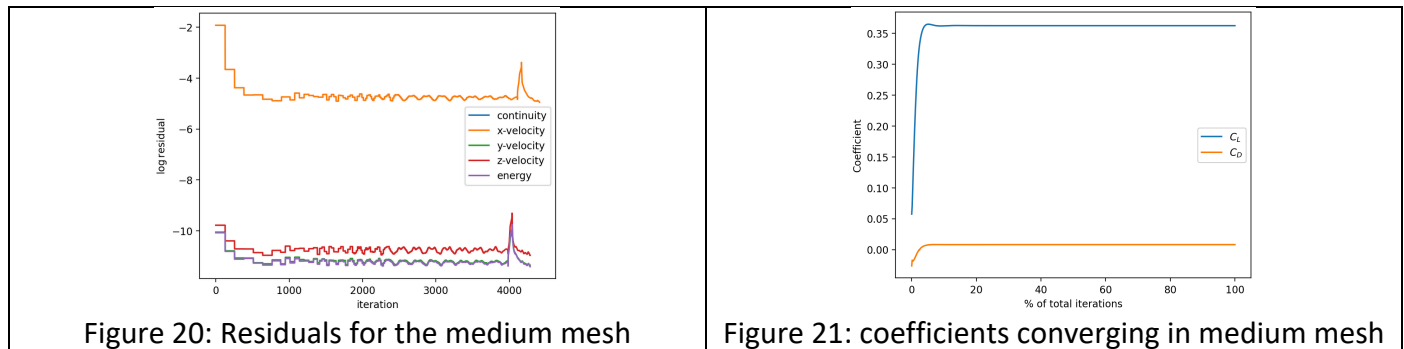 −2
−4
−6
−8
−10
log residual
continuity
x-velocity
y-velocity
z-velocity
energy
0 1000 2000 3000 4000
iteration
Figure 20: Residuals for the medium mesh
0.35
0.30
0.25
0.20
0.15
0.10
0.05
0.00
Coefficient
C_L
C_D
0 20 40 60 80 100
% of total iterations
Figure 21: coefficients converging in medium mesh